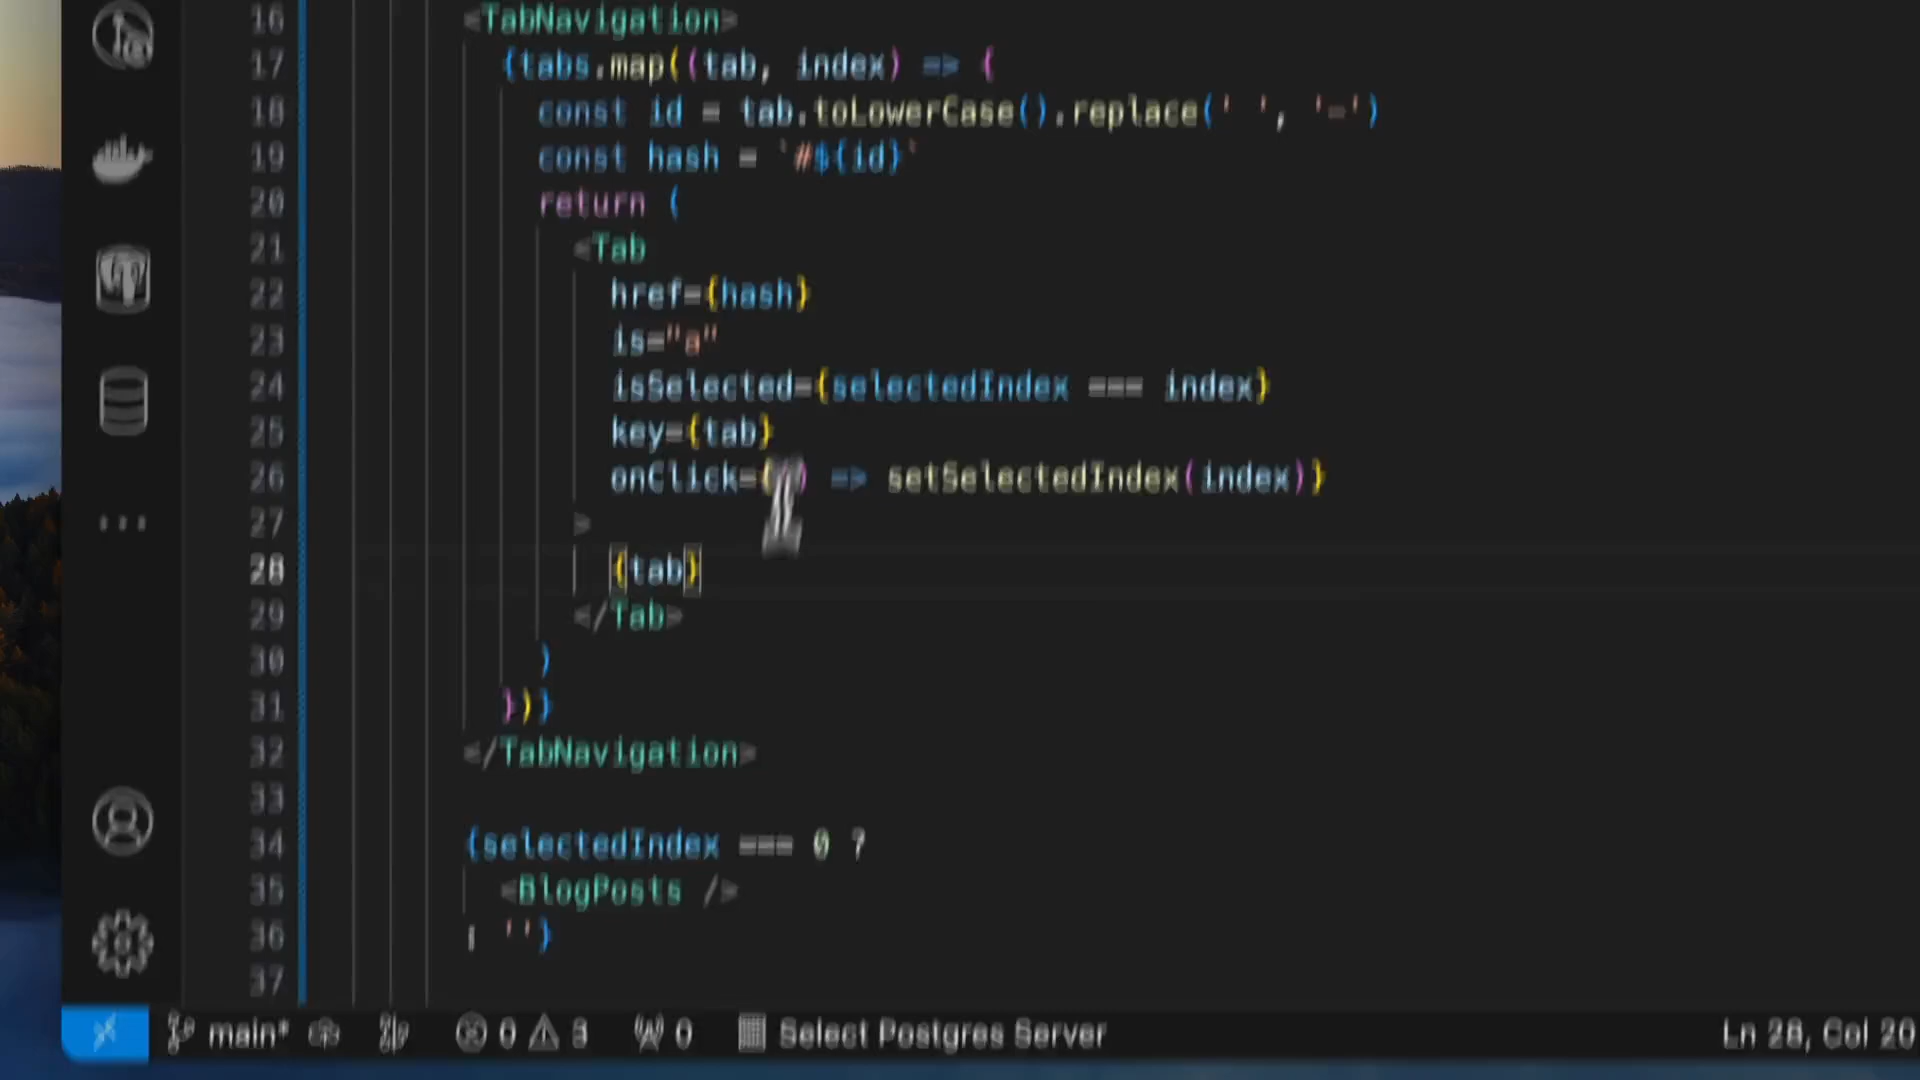 16 <TabNavigation>
17 {tabs.map((tab, index) => {
18 const id = tab.toLowerCase().replace(' ', '-')
19 const hash = `#${id}`
20 return (
21 <Tab
22 href={hash}
23 is="a"
24 isSelected={selectedIndex === index}
25 key={tab}
26 onClick={() => setSelectedIndex(index)}
27 >
28 {tab}
29 </Tab>
30 )
31 })}
32 </TabNavigation>
33
34 {selectedIndex === 0 ?
35 <BlogPosts />
36 : ''}
37
main* 0 3 0 Select Postgres Server Ln 28, Col 20